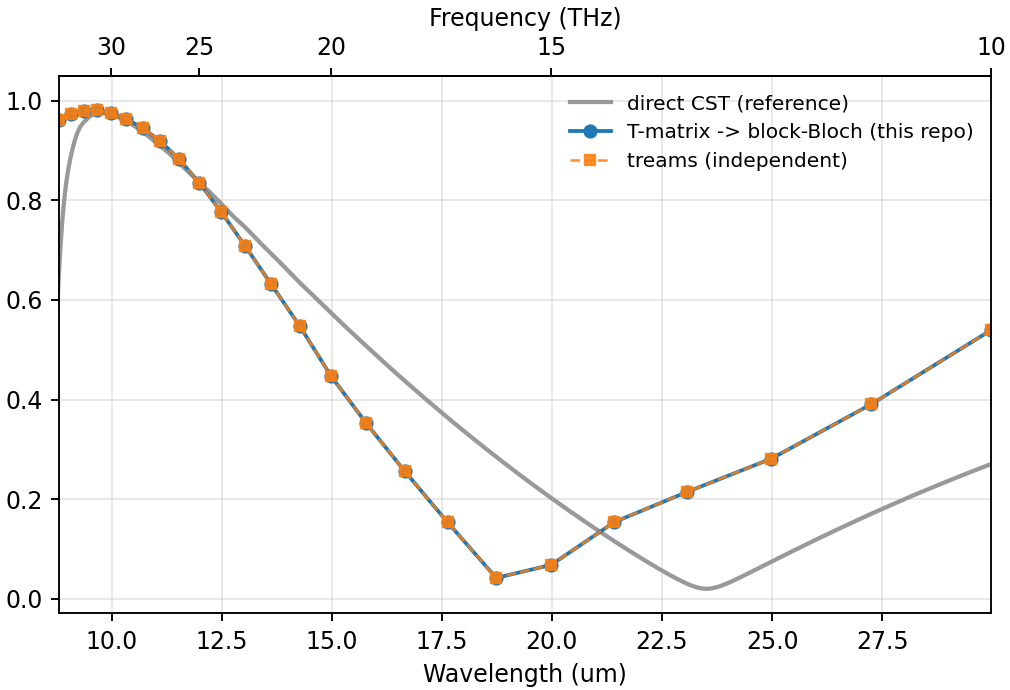 Frequency (THz)
30 25 20 15 10
direct CST (reference)
T-matrix -> block-Bloch (this repo)
treams (independent)
1.0
0.8
0.6
0.4
0.2
0.0
10.0 12.5 15.0 17.5 20.0 22.5 25.0 27.5
Wavelength (um)